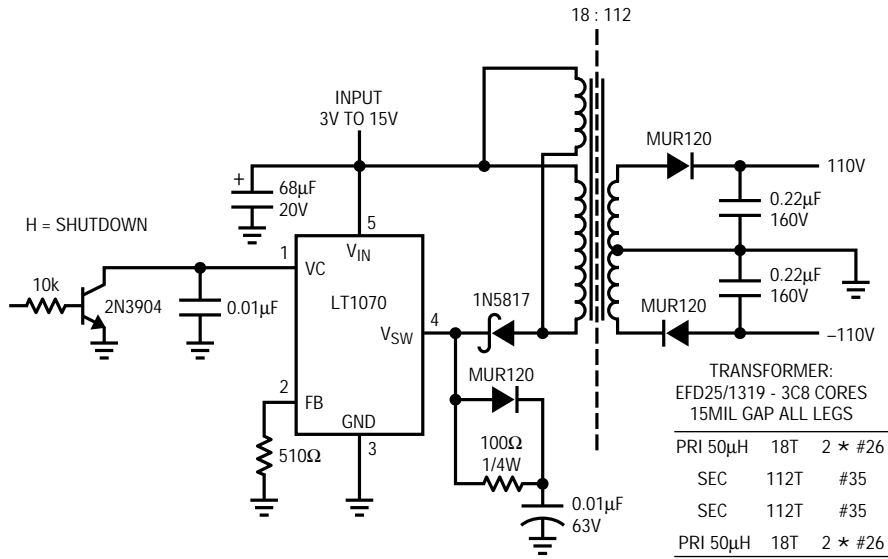 18 : 112
INPUT
3V TO 15V
MUR120
110V
+
68µF
20V
0.22µF
160V
H = SHUTDOWN
5
V_IN
1
VC
10k
2N3904
0.01µF
LT1070
4
V_SW
1N5817
0.22µF
160V
MUR120
–110V
MUR120
2
FB
GND
3
510Ω
100Ω
1/4W
0.01µF
63V
TRANSFORMER:
EFD25/1319 - 3C8 CORES
15MIL GAP ALL LEGS
PRI 50µH 18T 2 * #26
SEC 112T #35
SEC 112T #35
PRI 50µH 18T 2 * #26